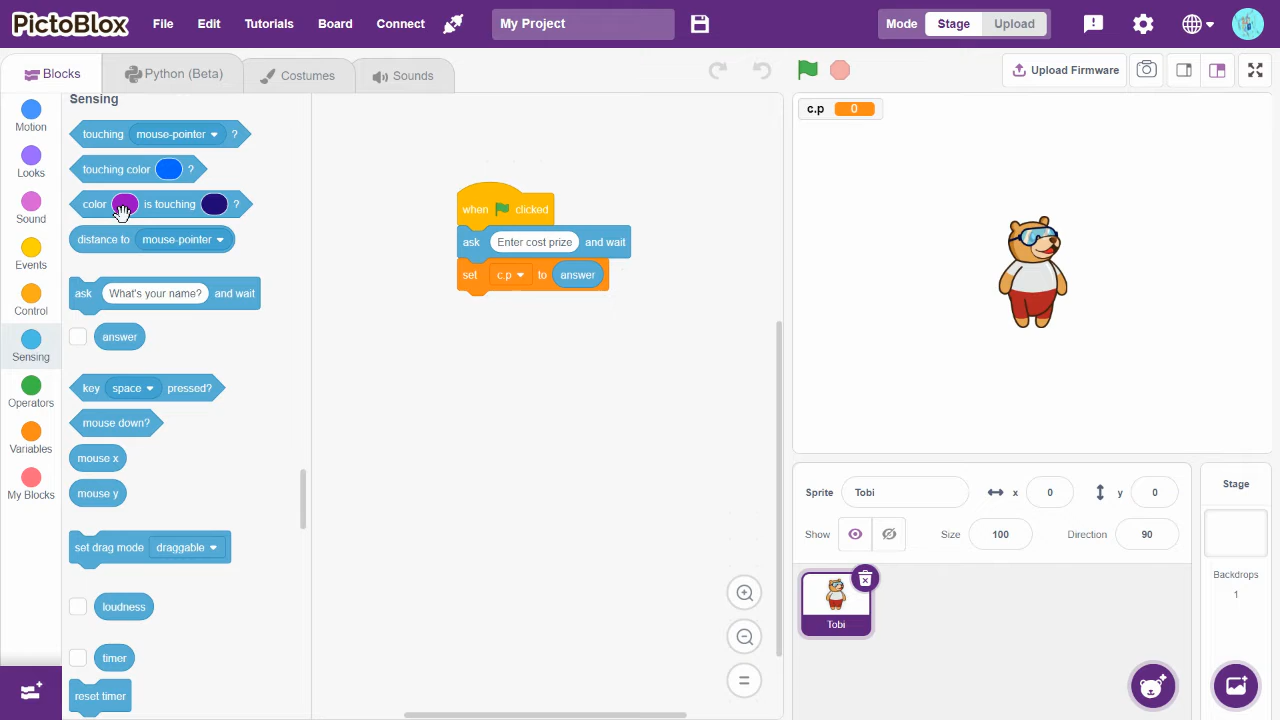 PictoBlox File Edit Tutorials Board Connect My Project Mode Stage Upload
Blocks Python (Beta) Costumes Sounds Upload Firmware
Motion
Looks
Sound
Events
Control
Sensing
Operators
Variables
My Blocks
Sensing
touching mouse-pointer ?
touching color ?
color is touching ?
distance to mouse-pointer
ask What's your name? and wait
answer
key space pressed?
mouse down?
mouse x
mouse y
set drag mode draggable
loudness
timer
reset timer
when clicked
ask Enter cost prize and wait
set c.p to answer
c.p 0
Sprite Tobi x 0 y 0
Show Size 100 Direction 90
Tobi
Stage
Backdrops
1